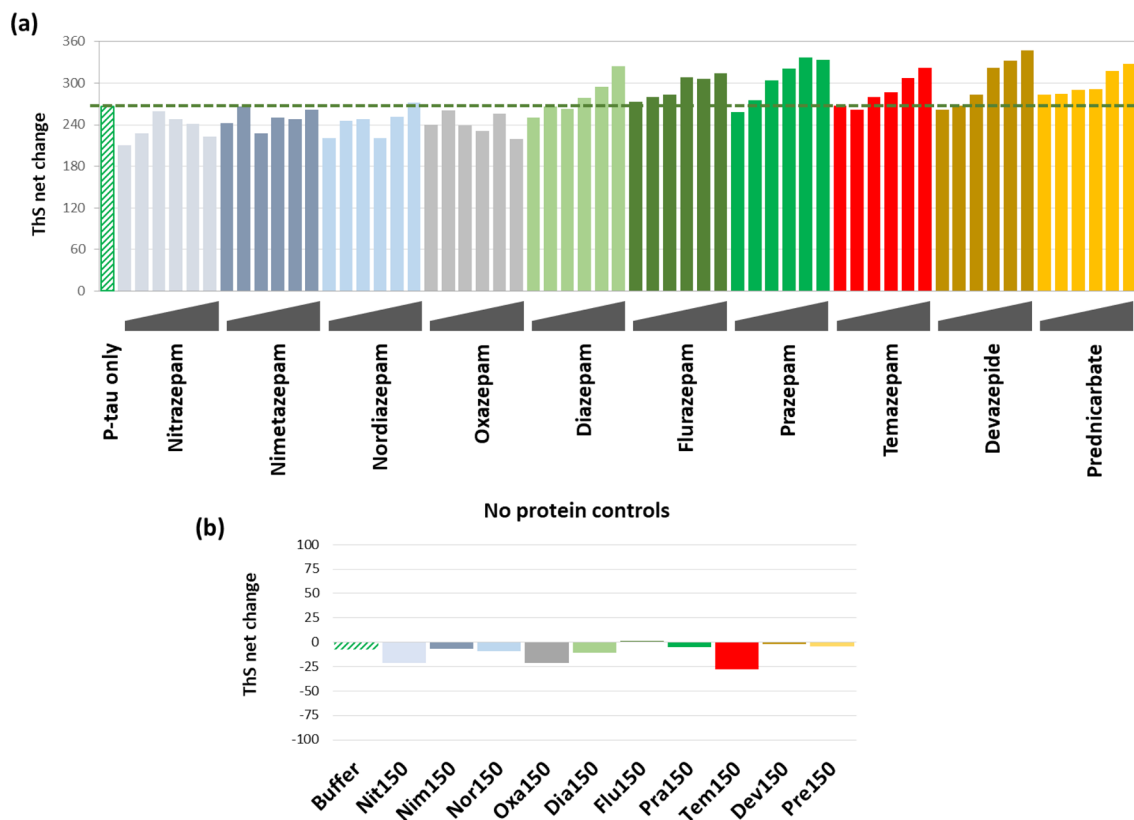 (a)
360
300
240
180
120
60
0
ThS net change
P-tau only
Nitrazepam
Nimetazepam
Nordiazepam
Oxazepam
Diazepam
Flurazepam
Prazepam
Temazepam
Devazepide
Prednicarbate
(b)
No protein controls
100
75
50
25
0
-25
-50
-75
-100
ThS net change
Buffer
Nit150
Nim150
Nor150
Oxa150
Dia150
Flu150
Pra150
Tem150
Dev150
Pre150